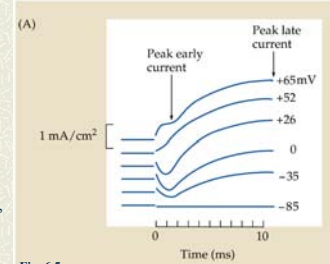 (A)
Peak late
current
Peak early
current
+65mV
+52
1 mA/cm²
+26
0
−35
−85
0
10
Time (ms)